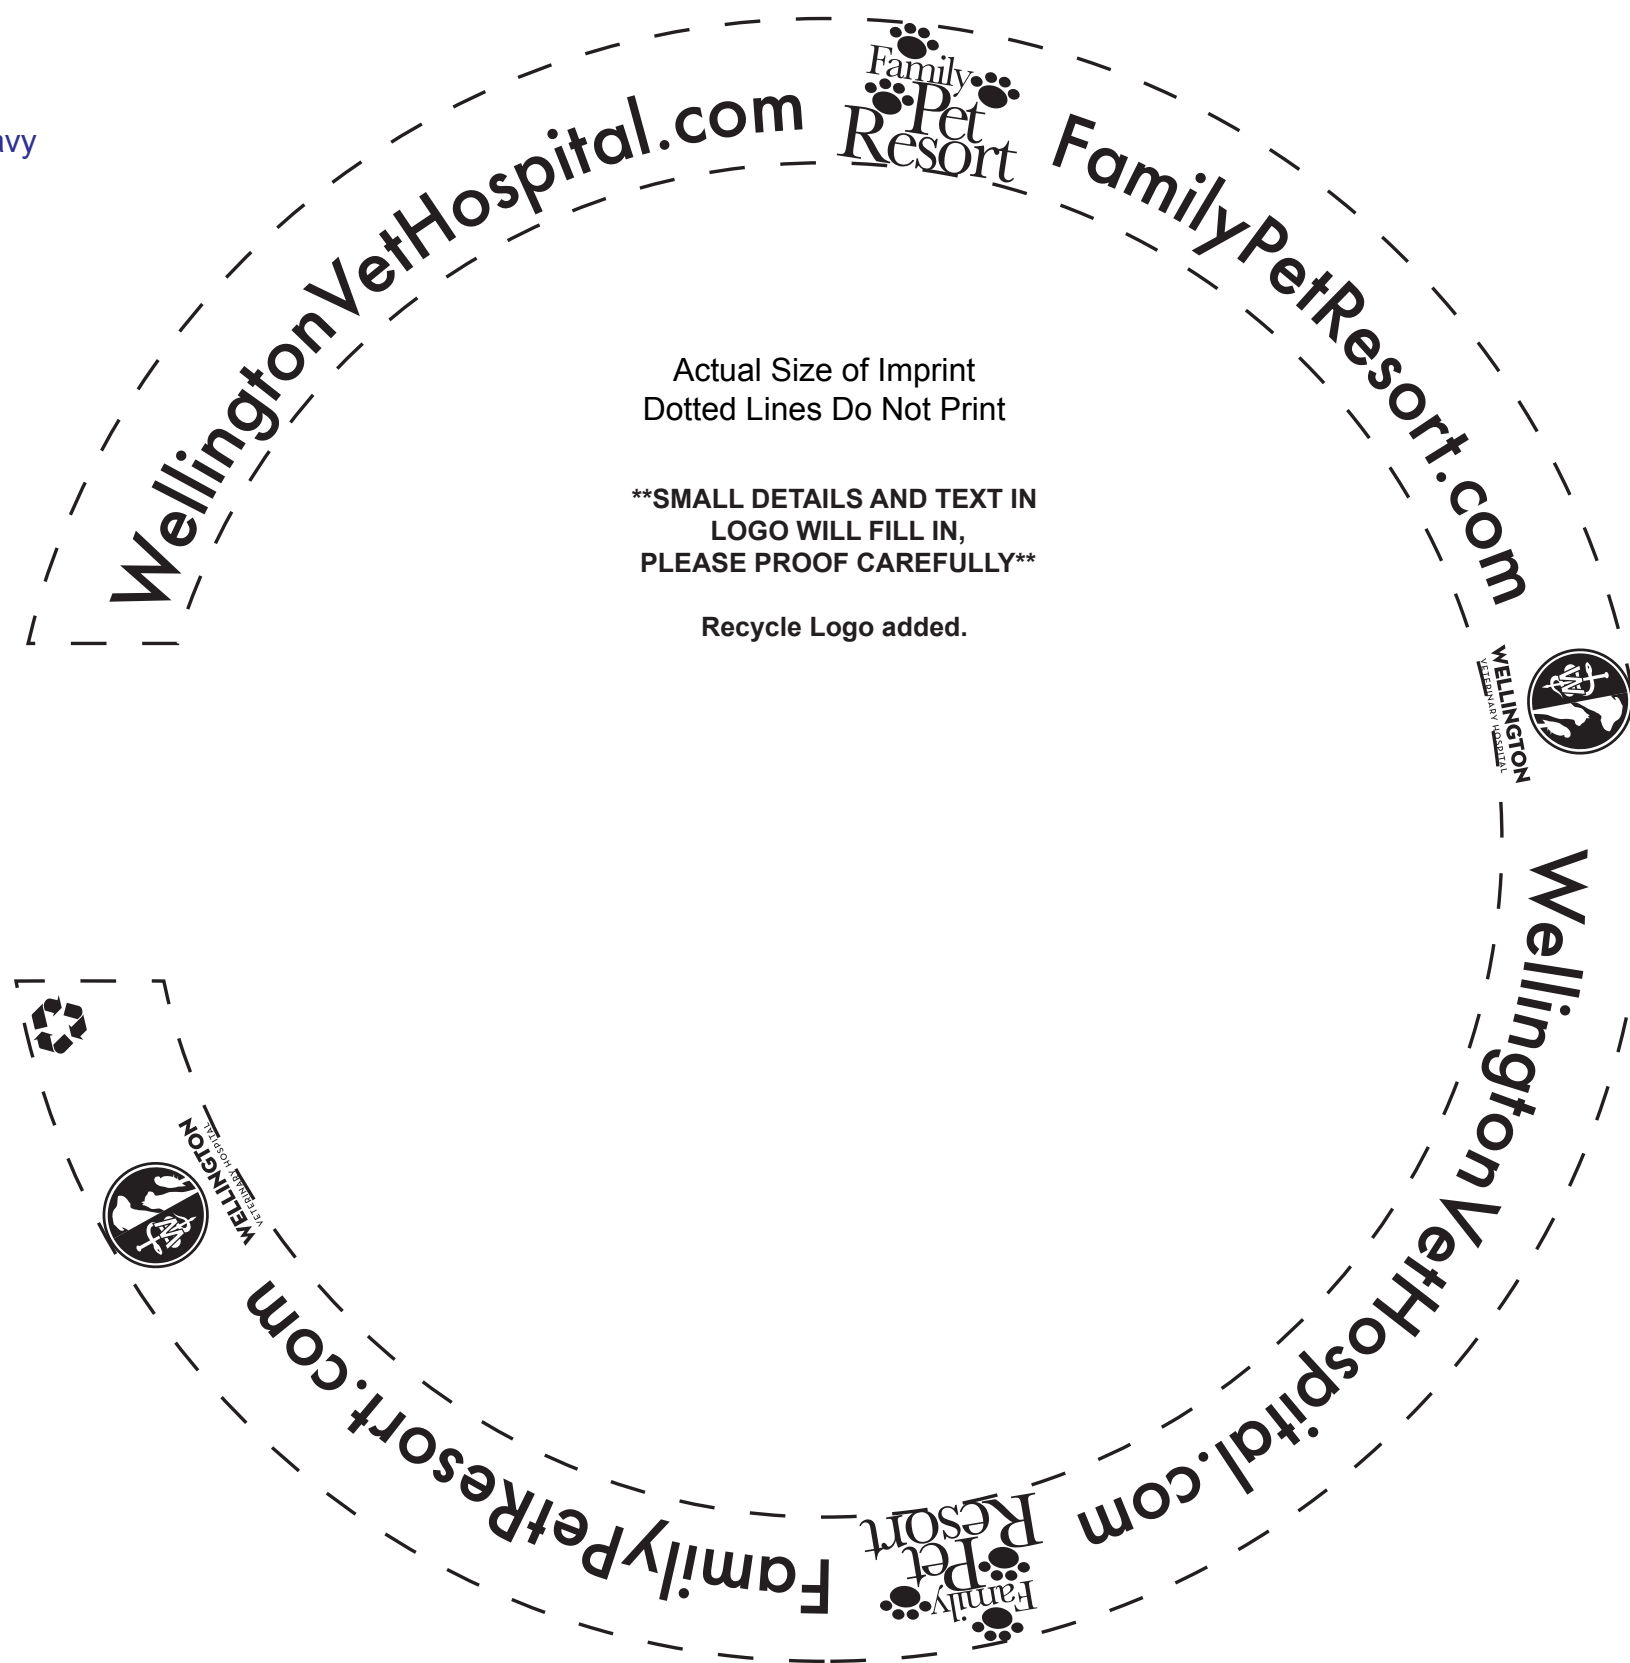 avy
WellingtonVetHospital.com
Family
Pet
Resort
FamilyPetResort.com
WELLINGTON
VETERINARY HOSPITAL
WellingtonVetHospital.com
Family
Pet
Resort
FamilyPetResort.com
WELLINGTON
VETERINARY HOSPITAL
Actual Size of Imprint
Dotted Lines Do Not Print
**SMALL DETAILS AND TEXT IN
LOGO WILL FILL IN,
PLEASE PROOF CAREFULLY**
Recycle Logo added.